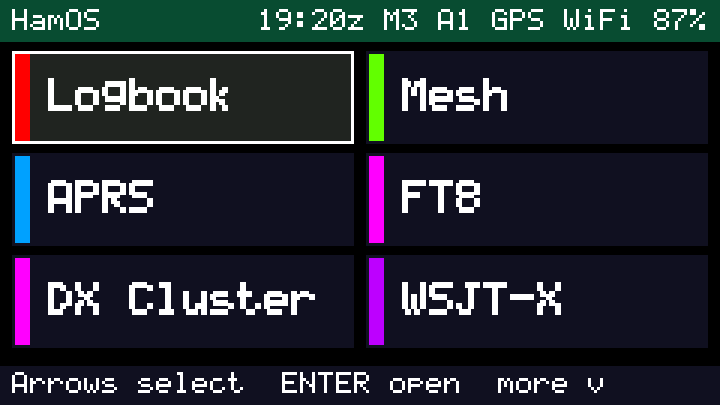 HamOS 19:20z M3 A1 GPS WiFi 87%
Logbook Mesh
APRS FT8
DX Cluster WSJT-X
Arrows select ENTER open more v